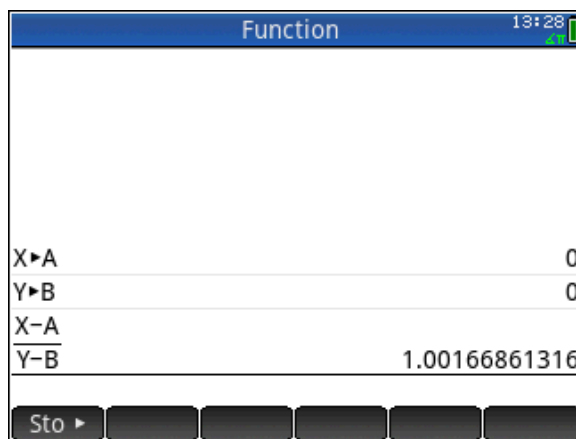 Function
13:28
∡π
X▶A
0
Y▶B
0
X−A
Y−B
1.00166861316
Sto ▶